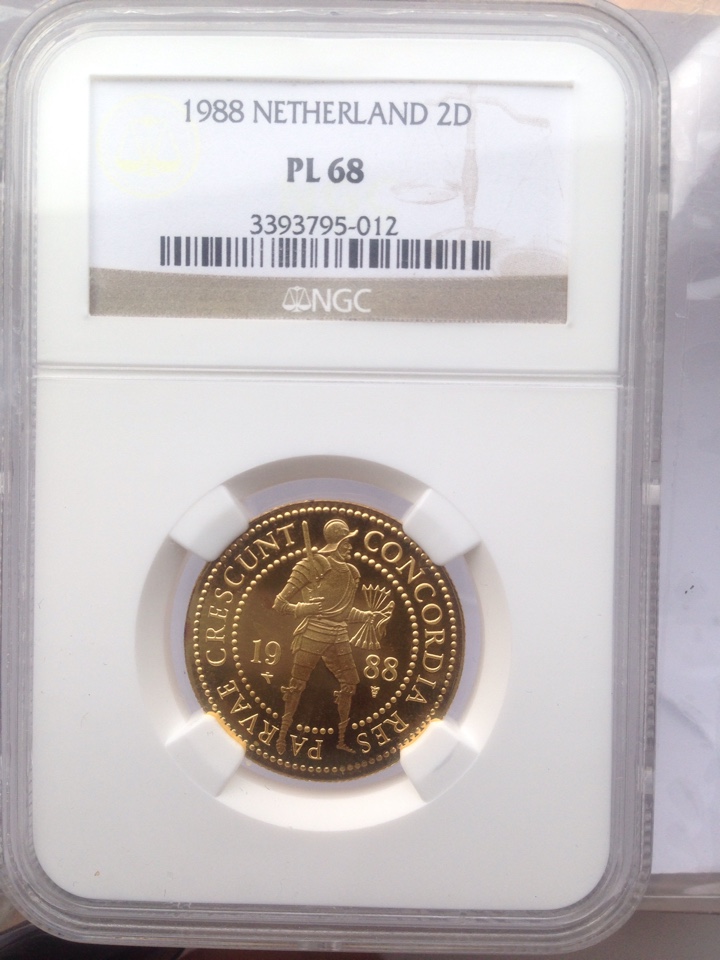 1988 NETHERLAND 2D
PL 68
3393795-012
NGC
CONCORDIA RES PARVAE CRESCUNT
19 88